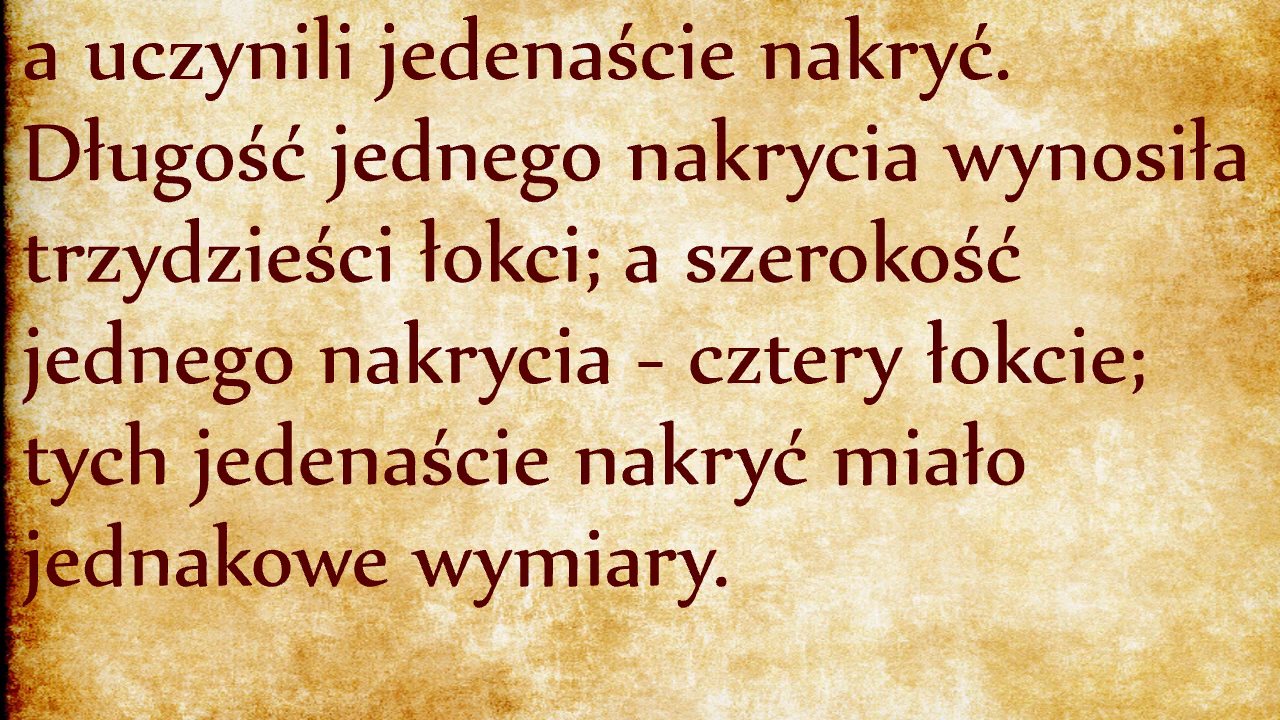 a uczynili jedenaście nakryć.
Długość jednego nakrycia wynosiła
trzydzieści łokci; a szerokość
jednego nakrycia - cztery łokcie;
tych jedenaście nakryć miało
jednakowe wymiary.